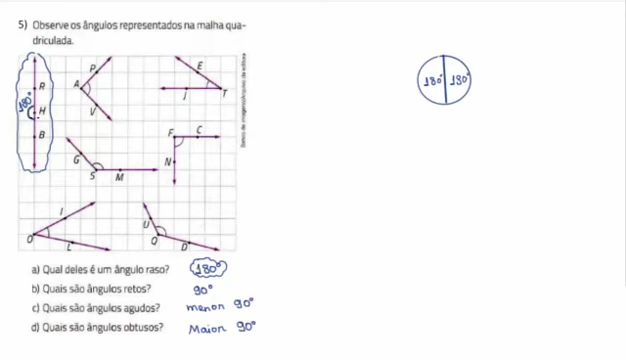 5) Observe os ângulos representados na malha qua-
driculada.
Banco de imagens/Arquivo da editora
180°
R
H
B
P
A
V
E
J
T
F
C
N
G
S
M
I
O
L
U
Q
D
180° 180°
a) Qual deles é um ângulo raso? 180°
b) Quais são ângulos retos? 90°
c) Quais são ângulos agudos? menor 90°
d) Quais são ângulos obtusos? Maior 90°